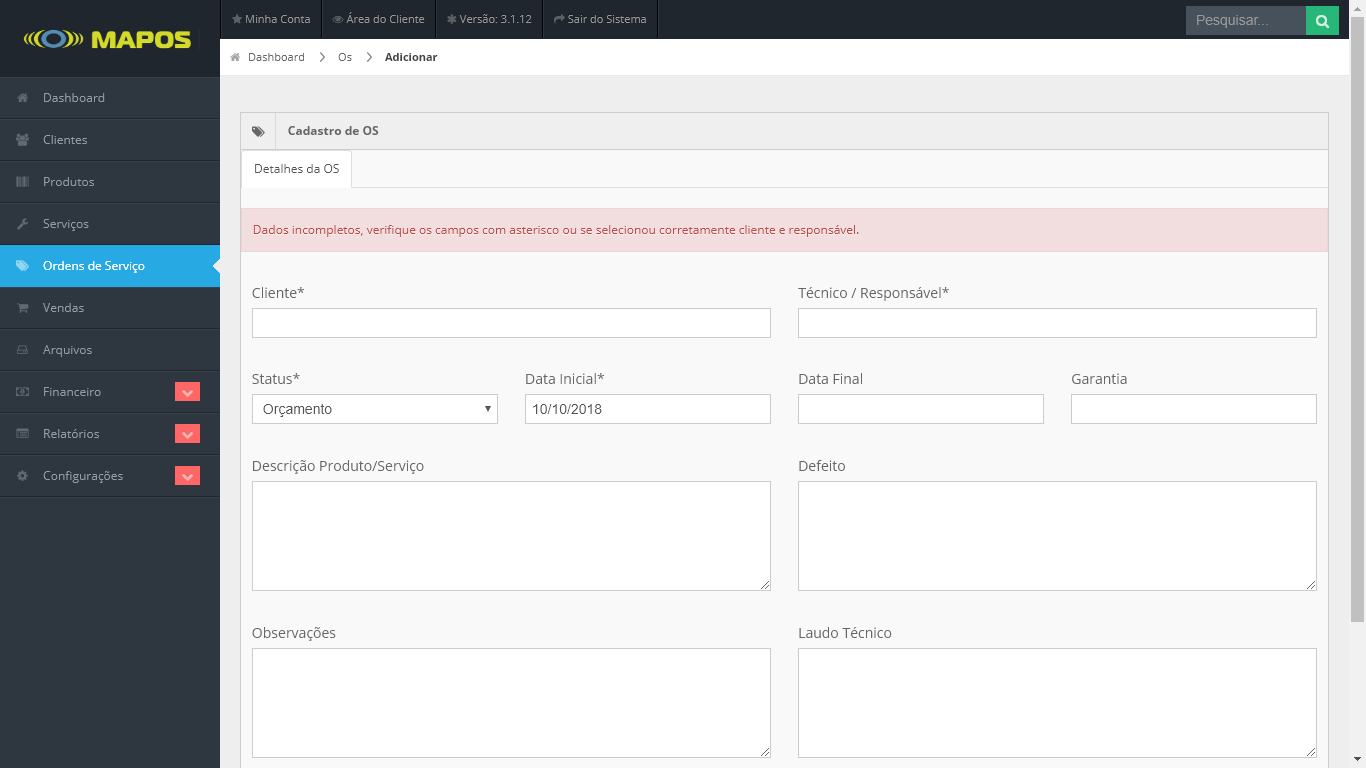 MAPOS
Minha Conta
Área do Cliente
Versão: 3.1.12
Sair do Sistema
Pesquisar...
Dashboard
Os
Adicionar
Dashboard
Clientes
Produtos
Serviços
Ordens de Serviço
Vendas
Arquivos
Financeiro
Relatórios
Configurações
Cadastro de OS
Detalhes da OS
Dados incompletos, verifique os campos com asterisco ou se selecionou corretamente cliente e responsável.
Cliente*
Técnico / Responsável*
Status*
Data Inicial*
Data Final
Garantia
Orçamento
10/10/2018
Descrição Produto/Serviço
Defeito
Observações
Laudo Técnico